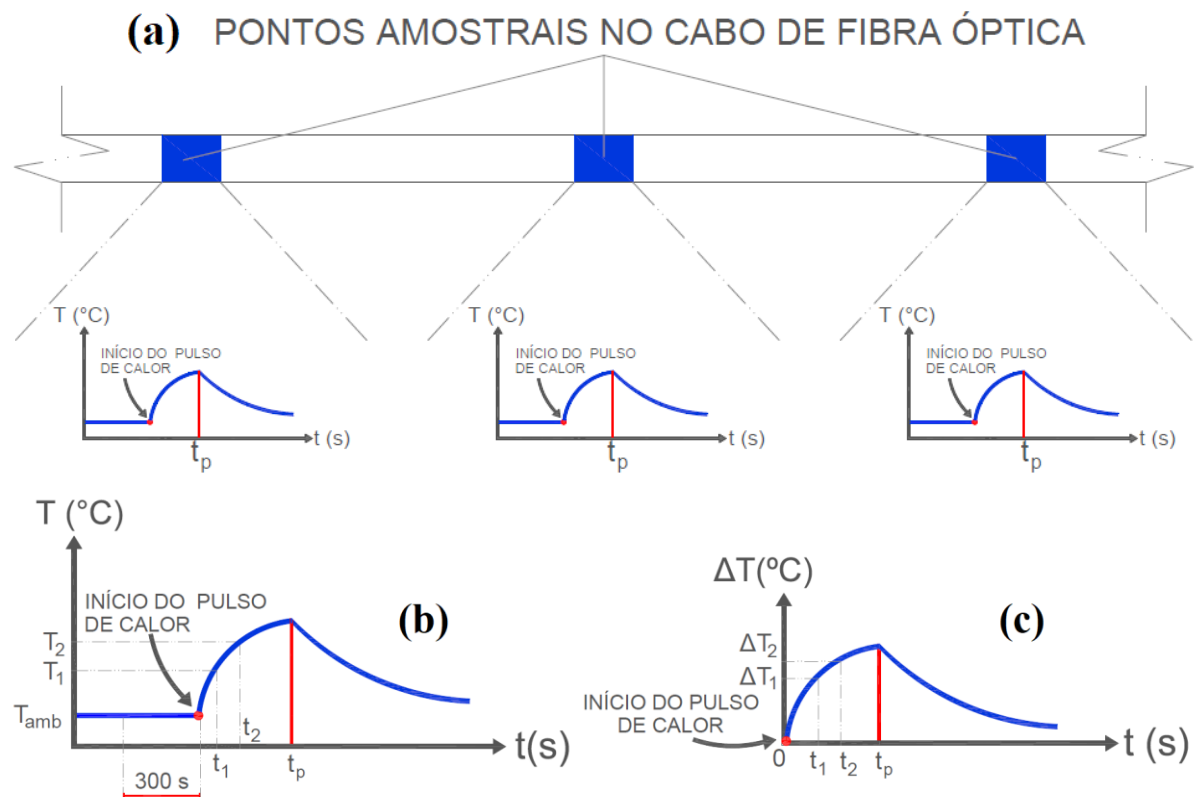 (a) PONTOS AMOSTRAIS NO CABO DE FIBRA ÓPTICA
T (°C)
INÍCIO DO PULSO
DE CALOR
t (s)
tp
T (°C)
INÍCIO DO PULSO
DE CALOR
t (s)
tp
T (°C)
INÍCIO DO PULSO
DE CALOR
t (s)
tp
T (°C)
INÍCIO DO PULSO
DE CALOR
(b)
T2
T1
Tamb
t2
t1
tp
t(s)
300 s
ΔT(ºC)
(c)
ΔT2
ΔT1
INÍCIO DO PULSO
DE CALOR
0
t1
t2
tp
t (s)